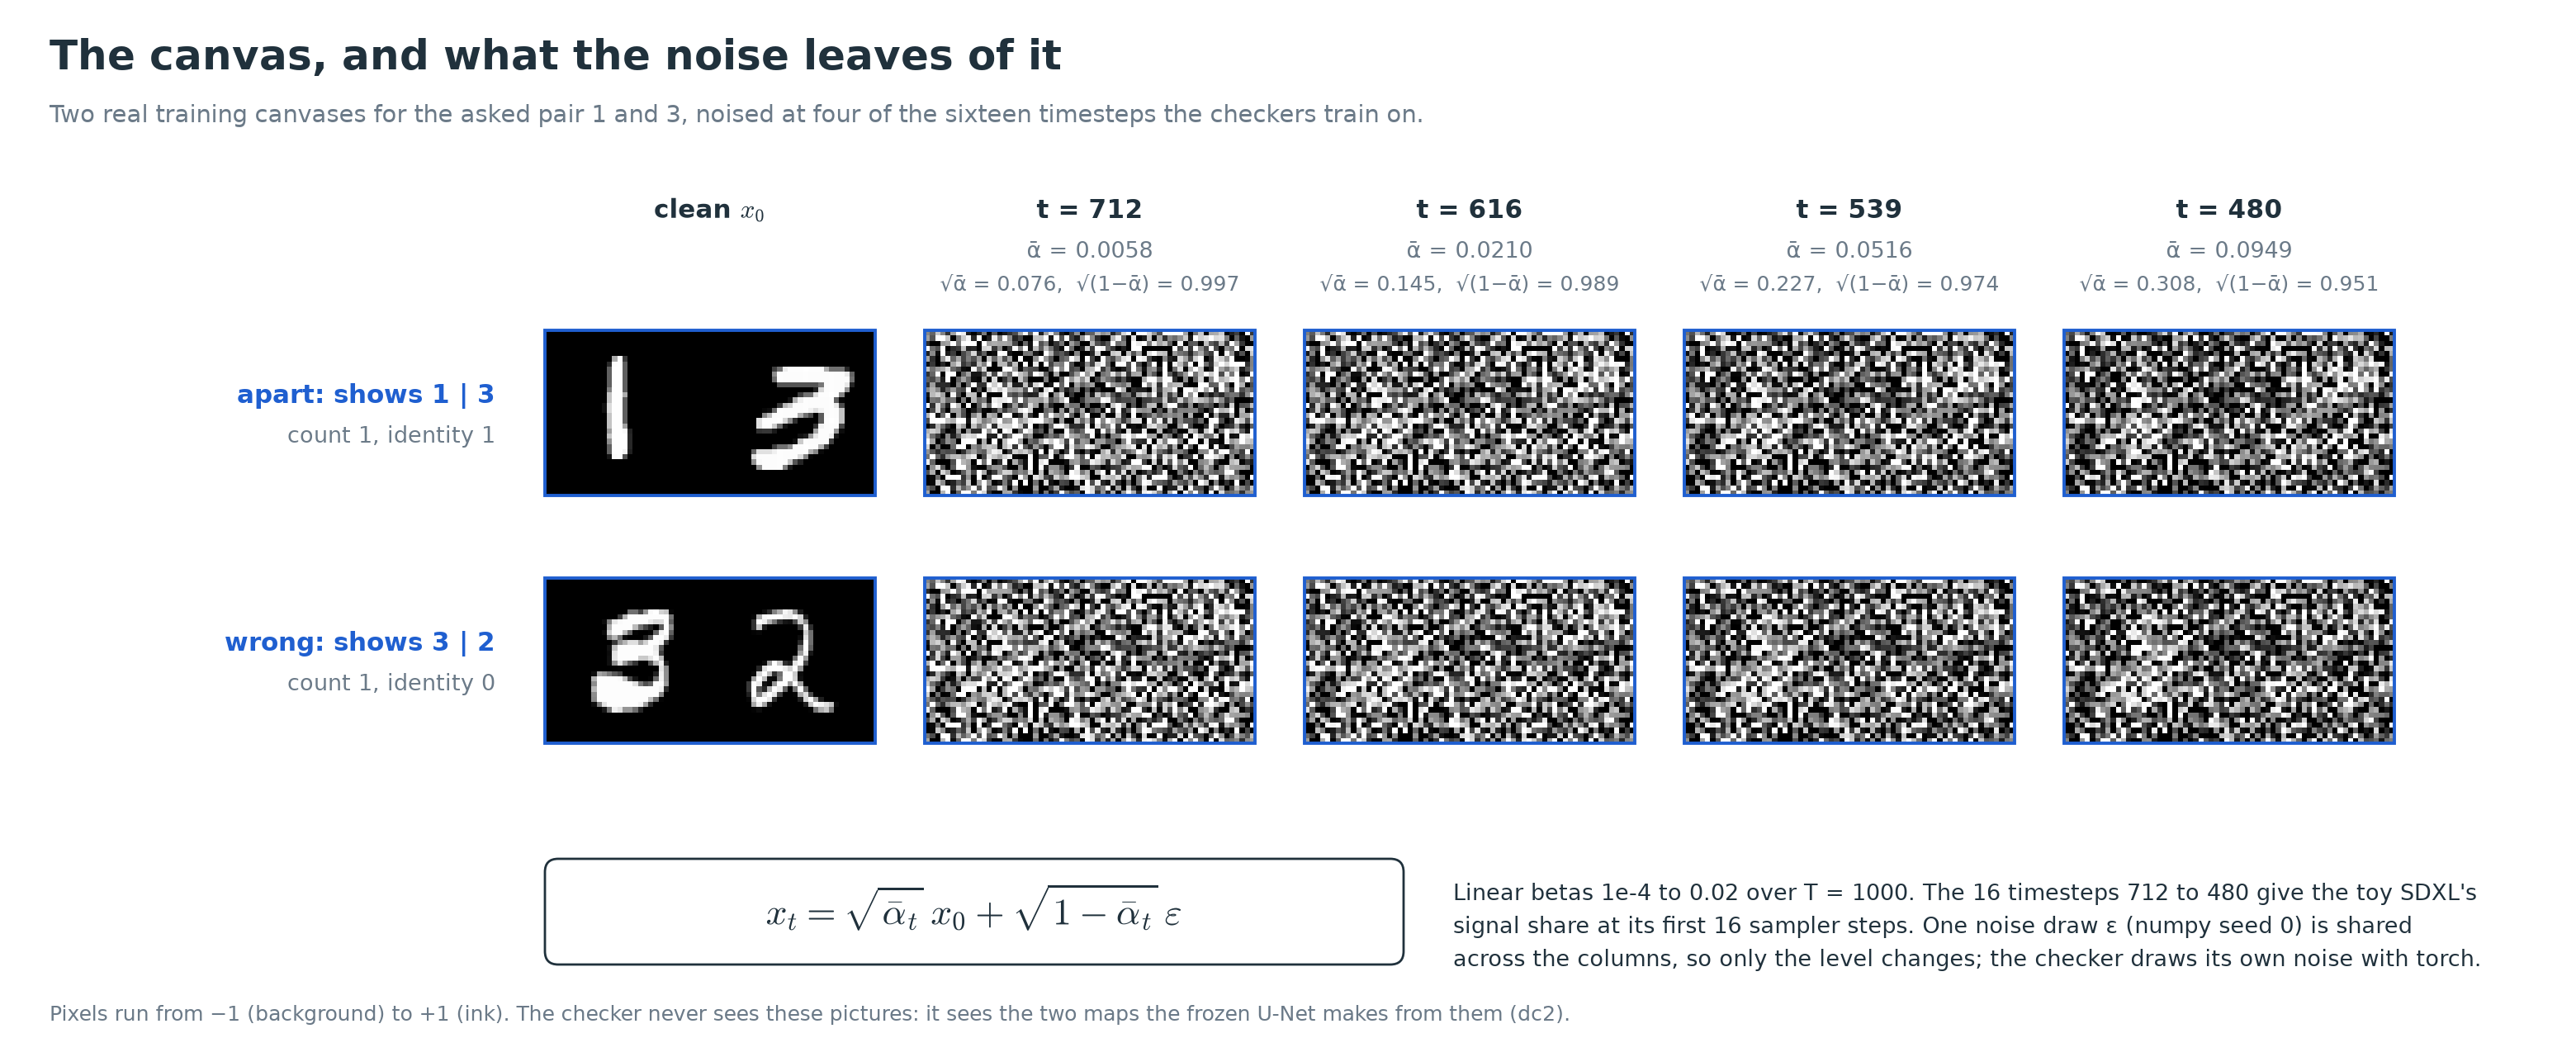 The canvas, and what the noise leaves of it
Two real training canvases for the asked pair 1 and 3, noised at four of the sixteen timesteps the checkers train on.
clean x₀
t = 712
t = 616
t = 539
t = 480
ᾱ = 0.0058
ᾱ = 0.0210
ᾱ = 0.0516
ᾱ = 0.0949
√ᾱ = 0.076, √(1−ᾱ) = 0.997
√ᾱ = 0.145, √(1−ᾱ) = 0.989
√ᾱ = 0.227, √(1−ᾱ) = 0.974
√ᾱ = 0.308, √(1−ᾱ) = 0.951
apart: shows 1 | 3
count 1, identity 1
1 3
wrong: shows 3 | 2
count 1, identity 0
3 2
xₜ = √ᾱₜ x₀ + √1 − ᾱₜ ε
Linear betas 1e-4 to 0.02 over T = 1000. The 16 timesteps 712 to 480 give the toy SDXL's
signal share at its first 16 sampler steps. One noise draw ε (numpy seed 0) is shared
across the columns, so only the level changes; the checker draws its own noise with torch.
Pixels run from −1 (background) to +1 (ink). The checker never sees these pictures: it sees the two maps the frozen U-Net makes from them (dc2).